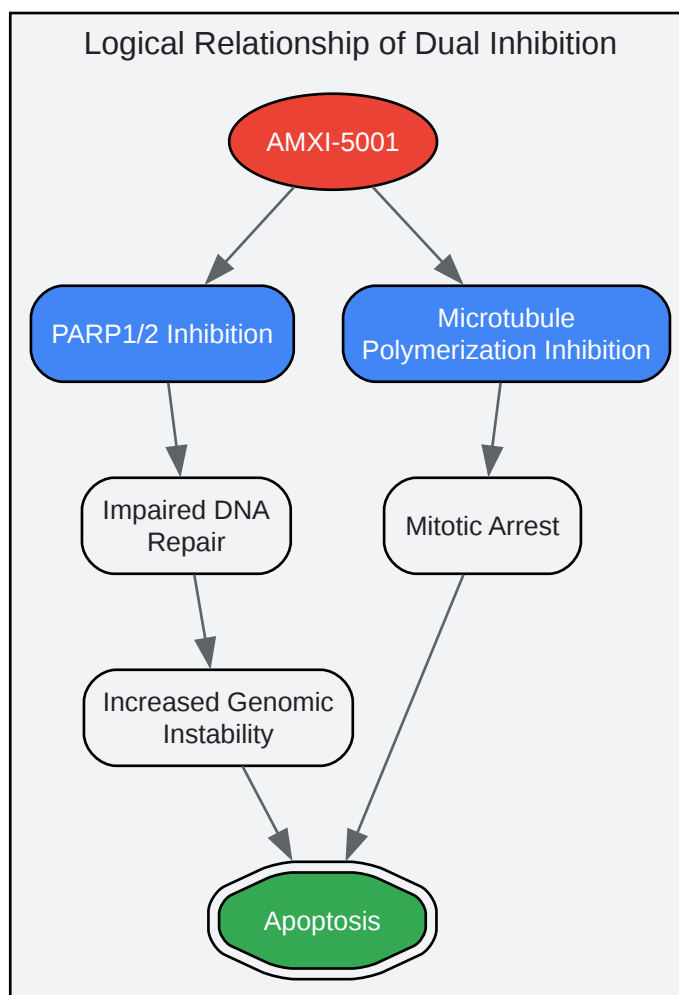 Logical Relationship of Dual Inhibition
AMXI-5001
PARP1/2 Inhibition
Microtubule
Polymerization Inhibition
Impaired DNA
Repair
Mitotic Arrest
Increased Genomic
Instability
Apoptosis